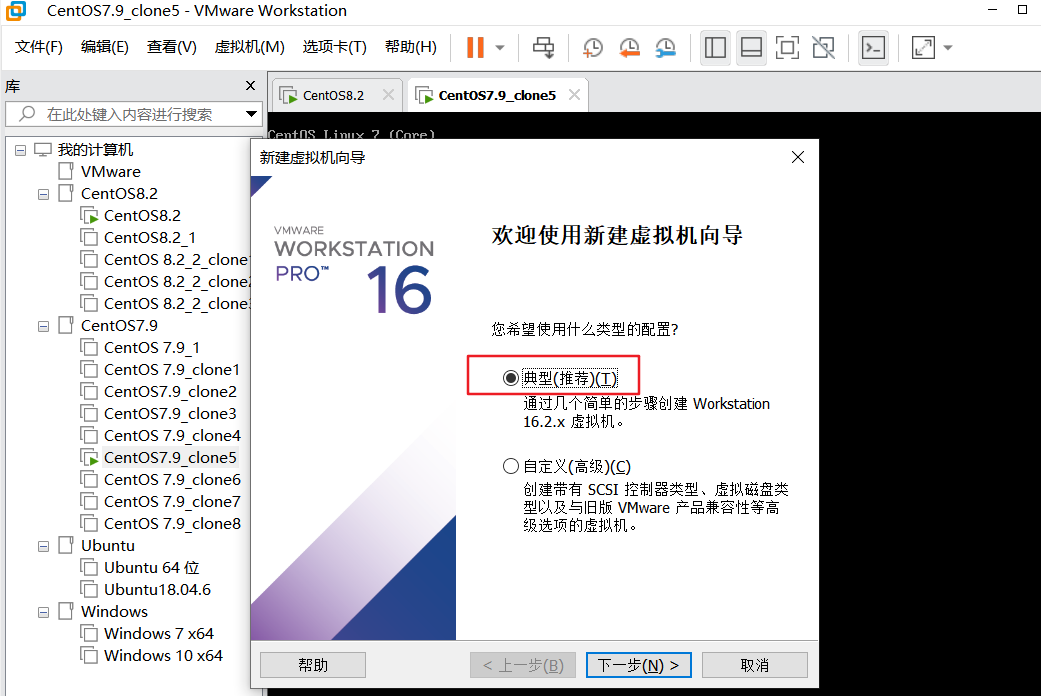 CentOS7.9_clone5 - VMware Workstation
文件(F) 编辑(E) 查看(V) 虚拟机(M) 选项卡(T) 帮助(H)
库
在此处键入内容进行搜索
我的计算机
VMware
CentOS8.2
CentOS8.2
CentOS8.2_1
CentOS 8.2_2_clone
CentOS 8.2_2_clone
CentOS 8.2_2_clone
CentOS7.9
CentOS 7.9_1
CentOS 7.9_clone1
CentOS 7.9_clone2
CentOS 7.9_clone3
CentOS 7.9_clone4
CentOS7.9_clone5
CentOS 7.9_clone6
CentOS 7.9_clone7
CentOS 7.9_clone8
Ubuntu
Ubuntu 64 位
Ubuntu18.04.6
Windows
Windows 7 x64
Windows 10 x64
CentOS8.2
CentOS7.9_clone5
CentOS Linux 7 (Core)
新建虚拟机向导
VMWARE
WORKSTATION
PRO™
16
欢迎使用新建虚拟机向导
您希望使用什么类型的配置?
典型(推荐)(T)
通过几个简单的步骤创建 Workstation
16.2.x 虚拟机。
自定义(高级)(C)
创建带有 SCSI 控制器类型、虚拟磁盘类
型以及与旧版 VMware 产品兼容性等高
级选项的虚拟机。
帮助
< 上一步(B)
下一步(N) >
取消